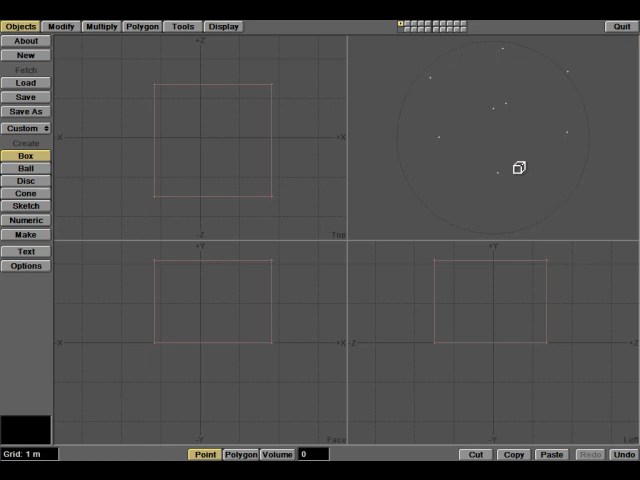 Objects Modify Multiply Polygon Tools Display Quit
About
New
Fetch
Load
Save
Save As
Custom
Create
Box
Ball
Disc
Cone
Sketch
Numeric
Make
Text
Options
+Z
-X +X
-Z Top
+Y +Y
-X +X -Z +Z
-Y Face -Y Left
Grid: 1 m Point Polygon Volume 0 Cut Copy Paste Redo Undo